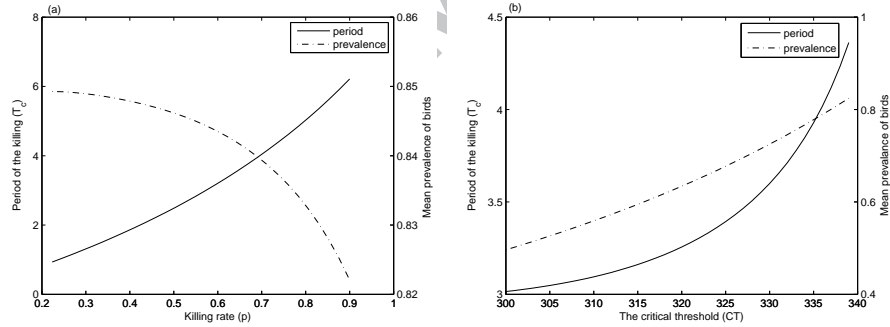 (a)
period
prevalence
8
6
4
2
0
Period of the killing (T_c)
0.86
0.85
0.84
0.83
0.82
Mean prevalence of birds
0.2 0.3 0.4 0.5 0.6 0.7 0.8 0.9 1
Killing rate (p)
(b)
period
prevalence
4.5
4
3.5
3
Period of the killing (T_c)
1
0.8
0.6
0.4
Mean prevalence of birds
300 305 310 315 320 325 330 335 340
The critical threshold (CT)